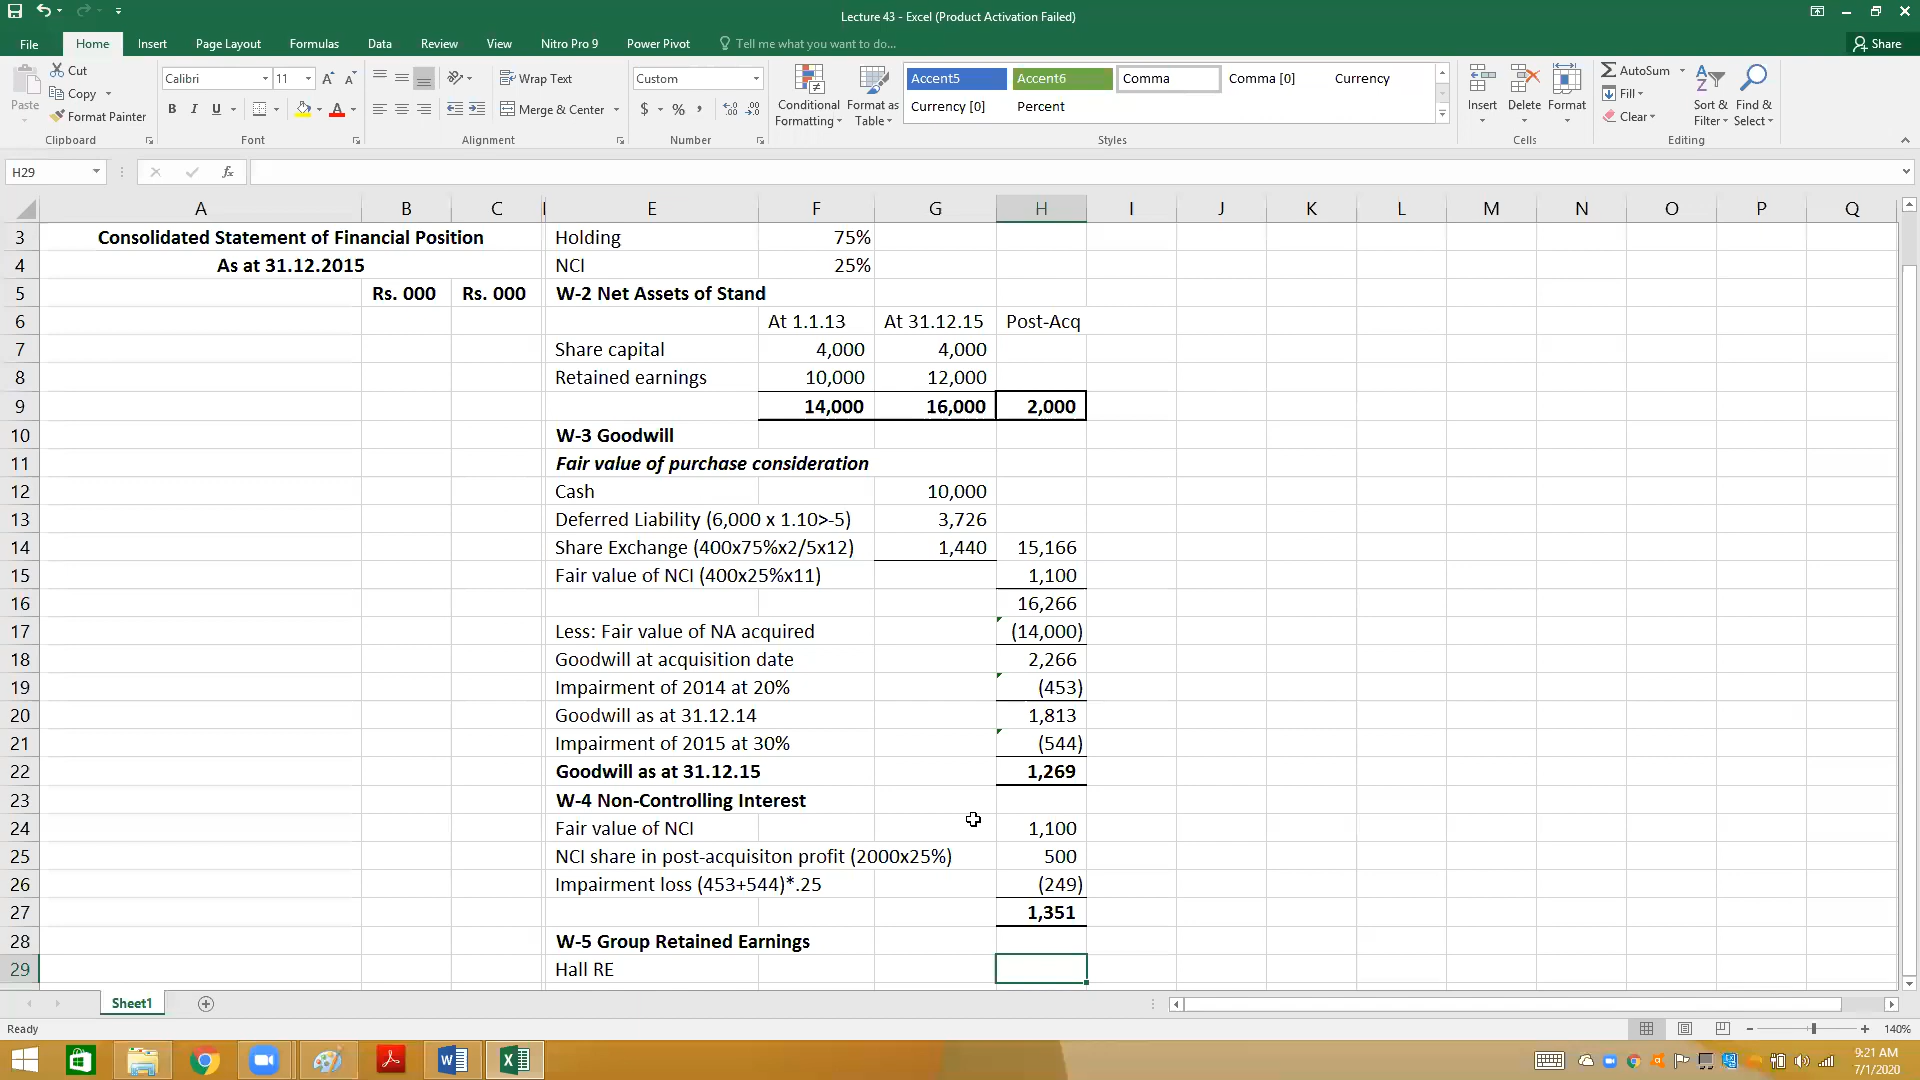 Lecture 43 - Excel (Product Activation Failed)
File Home Insert Page Layout Formulas Data Review View Nitro Pro 9 Power Pivot Tell me what you want to do... Share
Paste Cut Copy Format Painter Clipboard
Calibri 11 A A B I U A Font
Wrap Text Merge & Center Alignment
Custom $ % , Number
Conditional Formatting Format as Table
Accent5 Accent6 Comma Comma [0] Currency
Currency [0] Percent
Styles
Insert Delete Format Cells
AutoSum Fill Clear Sort & Filter Find & Select Editing
H29 fx
A B C E F G H I J K L M N O P Q
3 Consolidated Statement of Financial Position Holding 75%
4 As at 31.12.2015 NCI 25%
5 Rs. 000 Rs. 000 W-2 Net Assets of Stand
6 At 1.1.13 At 31.12.15 Post-Acq
7 Share capital 4,000 4,000
8 Retained earnings 10,000 12,000
9 14,000 16,000 2,000
10 W-3 Goodwill
11 Fair value of purchase consideration
12 Cash 10,000
13 Deferred Liability (6,000 x 1.10>-5) 3,726
14 Share Exchange (400x75%x2/5x12) 1,440 15,166
15 Fair value of NCI (400x25%x11) 1,100
16 16,266
17 Less: Fair value of NA acquired (14,000)
18 Goodwill at acquisition date 2,266
19 Impairment of 2014 at 20% (453)
20 Goodwill as at 31.12.14 1,813
21 Impairment of 2015 at 30% (544)
22 Goodwill as at 31.12.15 1,269
23 W-4 Non-Controlling Interest
24 Fair value of NCI 1,100
25 NCI share in post-acquisiton profit (2000x25%) 500
26 Impairment loss (453+544)*.25 (249)
27 1,351
28 W-5 Group Retained Earnings
29 Hall RE
Sheet1
Ready 140%
9:21 AM
7/1/2020